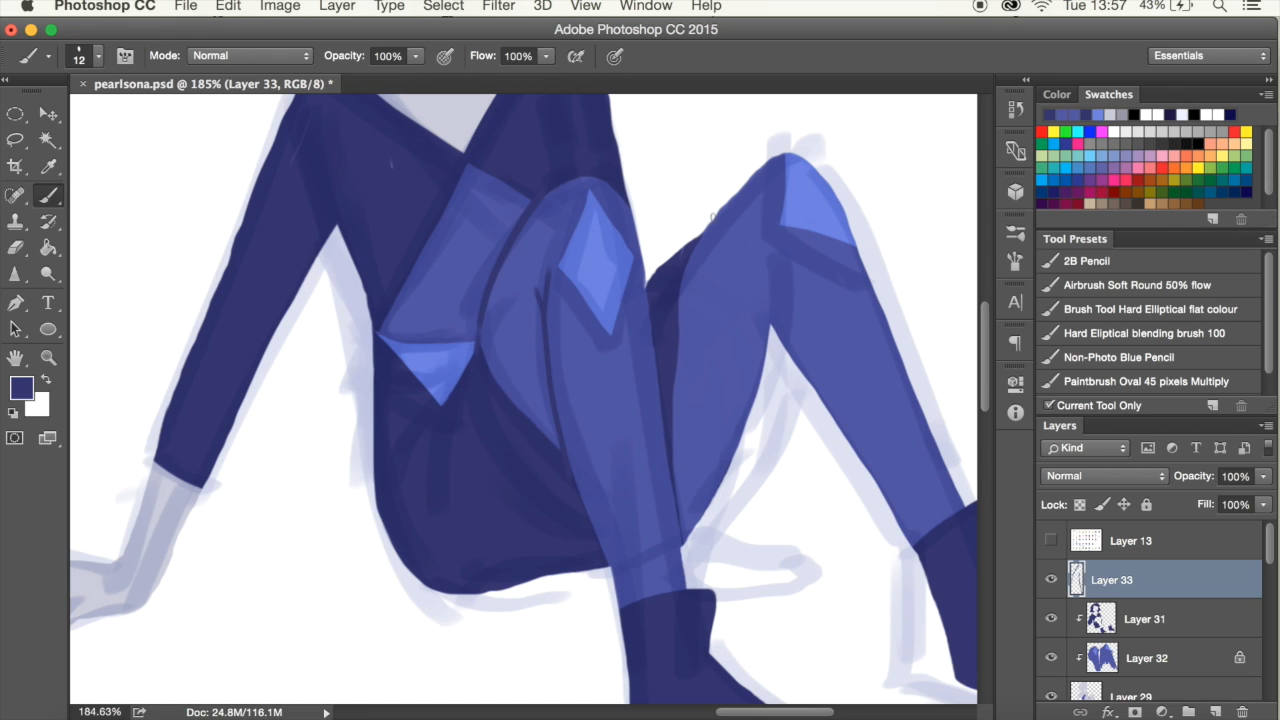 Photoshop CC File Edit Image Layer Type Select Filter 3D View Window Help Tue 13:57 43%
Adobe Photoshop CC 2015
12 Mode: Normal Opacity: 100% Flow: 100% Essentials
× pearlsona.psd @ 185% (Layer 33, RGB/8) *
Color Swatches
Tool Presets
2B Pencil
Airbrush Soft Round 50% flow
Brush Tool Hard Elliptical flat colour
Hard Eliptical blending brush 100
Non-Photo Blue Pencil
Paintbrush Oval 45 pixels Multiply
Current Tool Only
Layers
Kind
Normal Opacity: 100%
Lock: Fill: 100%
Layer 13
Layer 33
Layer 31
Layer 32
Layer 29
184.63% Doc: 24.8M/116.1M